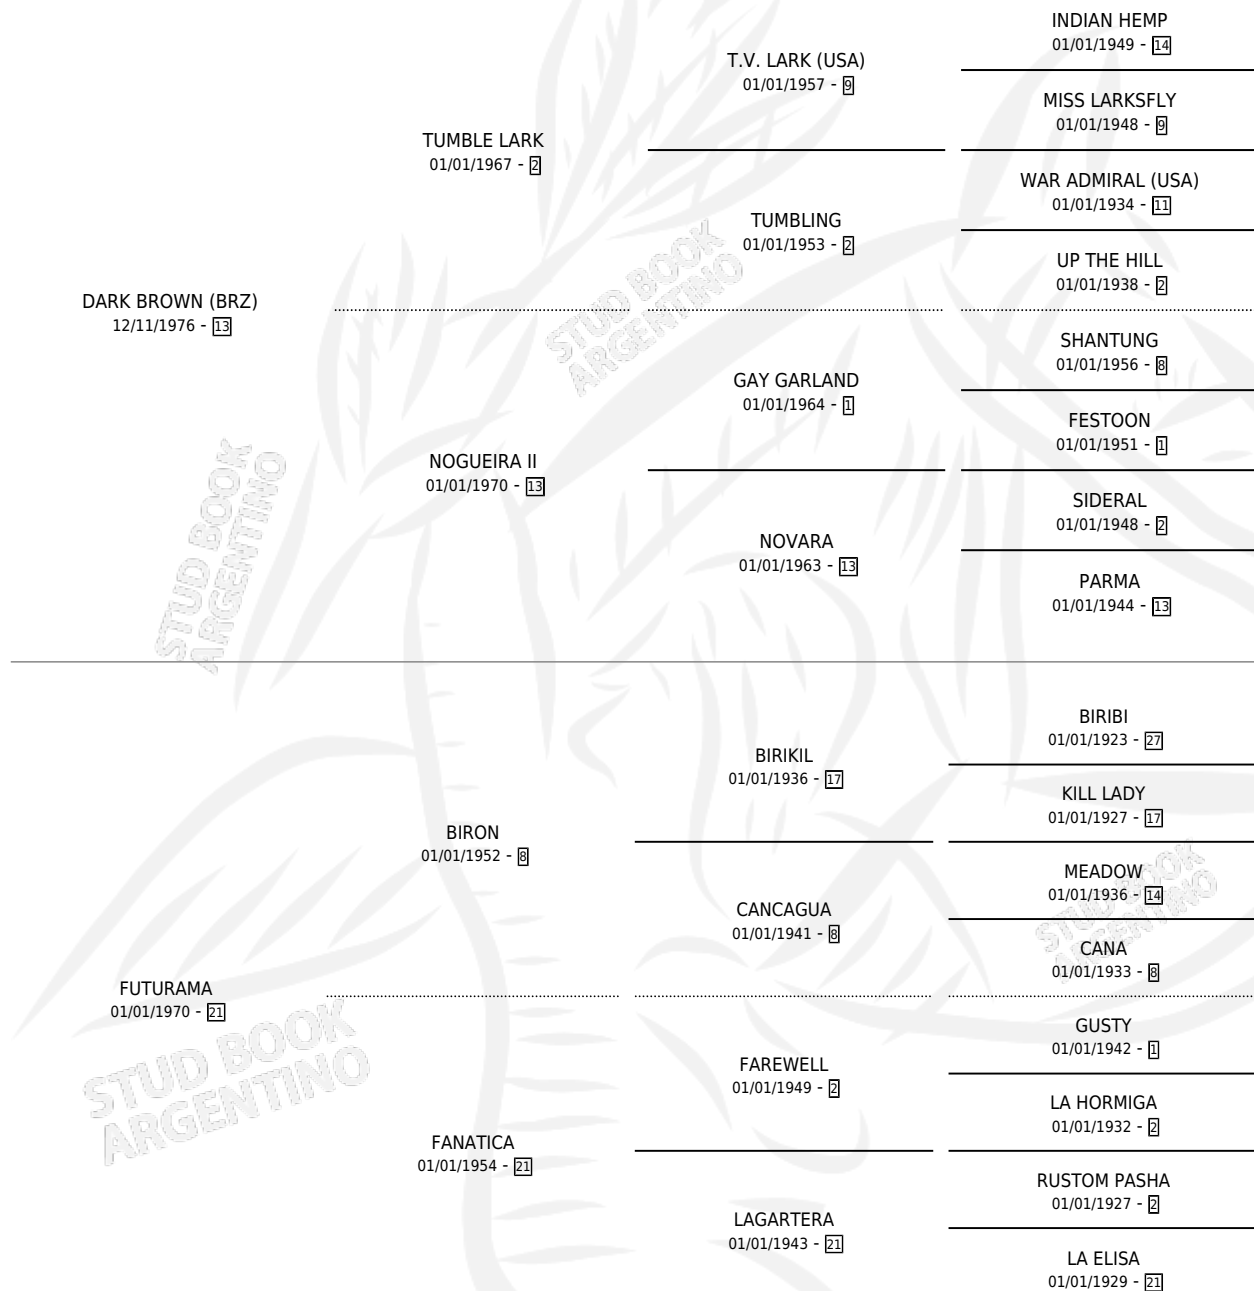 INDIAN HEMP
01/01/1949 - 14
T.V. LARK (USA)
01/01/1957 - 9
MISS LARKSFLY
01/01/1948 - 9
TUMBLE LARK
01/01/1967 - 2
WAR ADMIRAL (USA)
01/01/1934 - 11
TUMBLING
01/01/1953 - 2
UP THE HILL
01/01/1938 - 2
DARK BROWN (BRZ)
12/11/1976 - 13
SHANTUNG
01/01/1956 - 8
GAY GARLAND
01/01/1964 - 1
FESTOON
01/01/1951 - 1
NOGUEIRA II
01/01/1970 - 13
SIDERAL
01/01/1948 - 2
NOVARA
01/01/1963 - 13
PARMA
01/01/1944 - 13
BIRIBI
01/01/1923 - 27
BIRIKIL
01/01/1936 - 17
KILL LADY
01/01/1927 - 17
BIRON
01/01/1952 - 8
MEADOW
01/01/1936 - 14
CANCAGUA
01/01/1941 - 8
CANA
01/01/1933 - 8
FUTURAMA
01/01/1970 - 21
GUSTY
01/01/1942 - 1
FAREWELL
01/01/1949 - 2
LA HORMIGA
01/01/1932 - 2
FANATICA
01/01/1954 - 21
RUSTOM PASHA
01/01/1927 - 2
LAGARTERA
01/01/1943 - 21
LA ELISA
01/01/1929 - 21
STUD BOOK
ARGENTINO
STUD BOOK
ARGENTINO
STUD BOOK
ARGENTINO
STUD BOOK
ARGENTINO